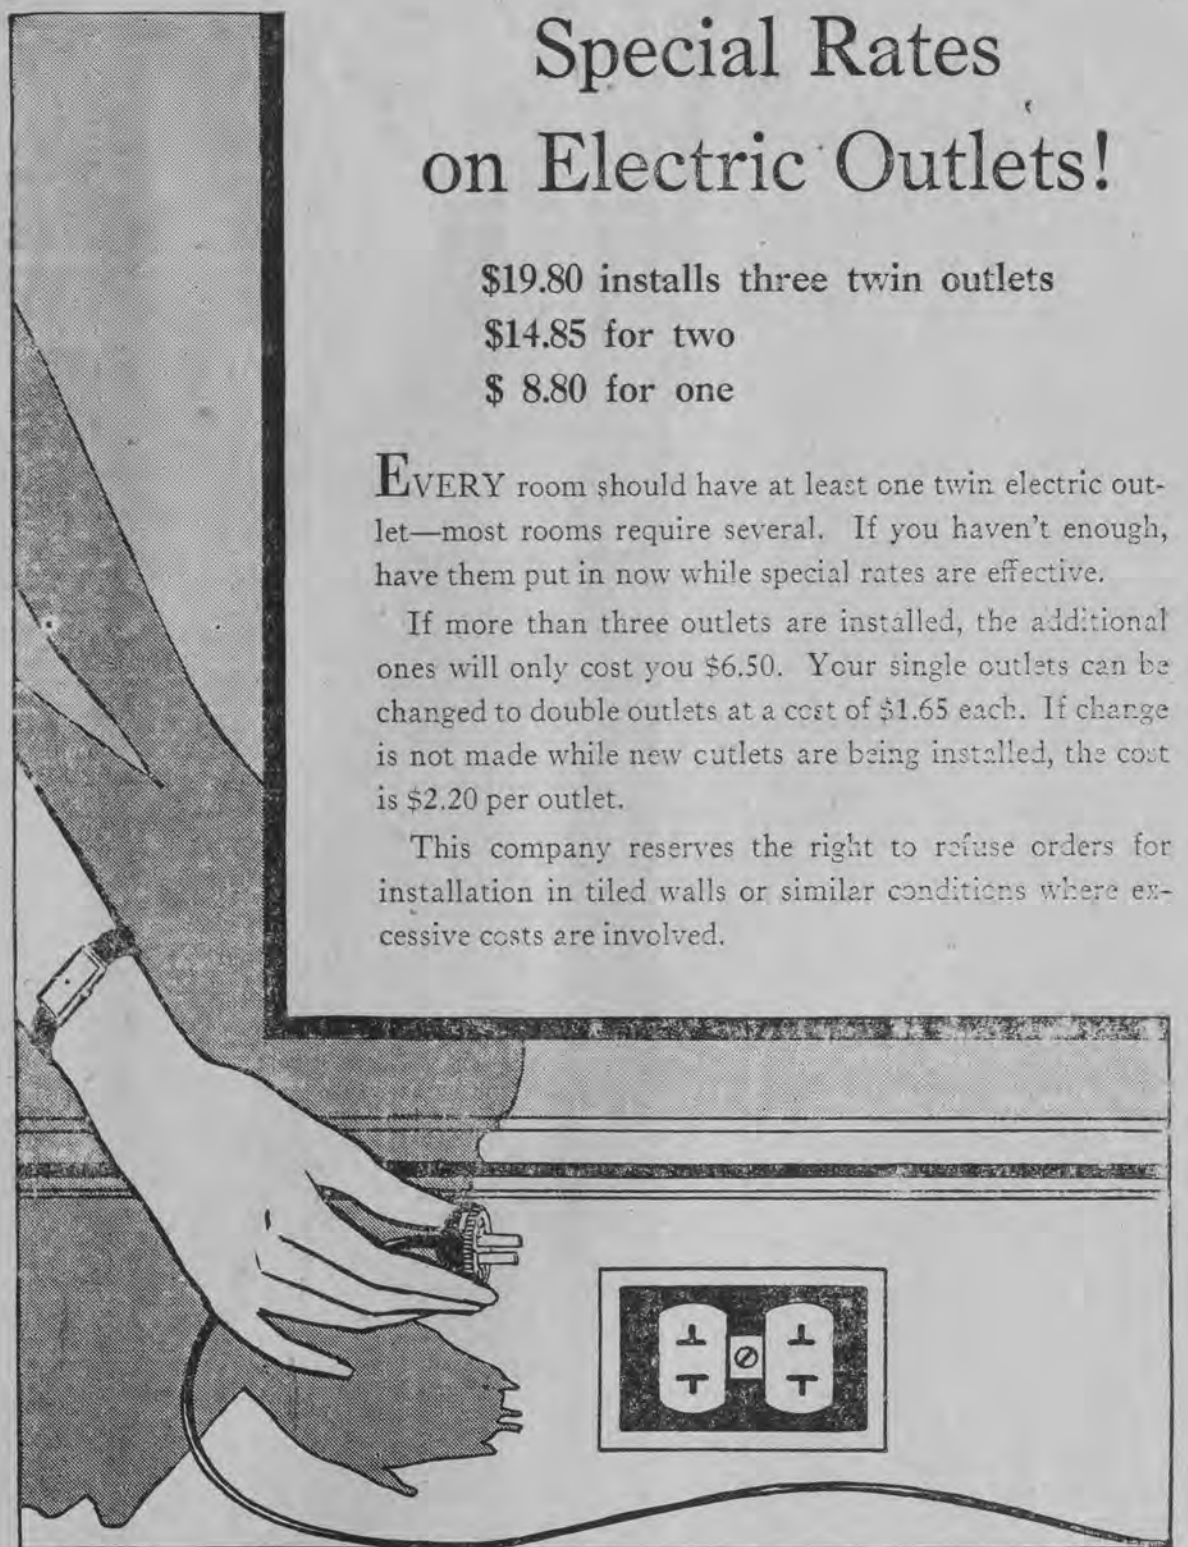 Special Rates
on Electric Outlets!
$19.80 installs three twin outlets
$14.85 for two
$ 8.80 for one
EVERY room should have at least one twin electric out-
let—most rooms require several. If you haven't enough,
have them put in now while special rates are effective.
If more than three outlets are installed, the additional
ones will only cost you $6.50. Your single outlets can be
changed to double outlets at a cost of $1.65 each. If change
is not made while new outlets are being installed, the cost
is $2.20 per outlet.
This company reserves the right to refuse orders for
installation in tiled walls or similar conditions where ex-
cessive costs are involved.